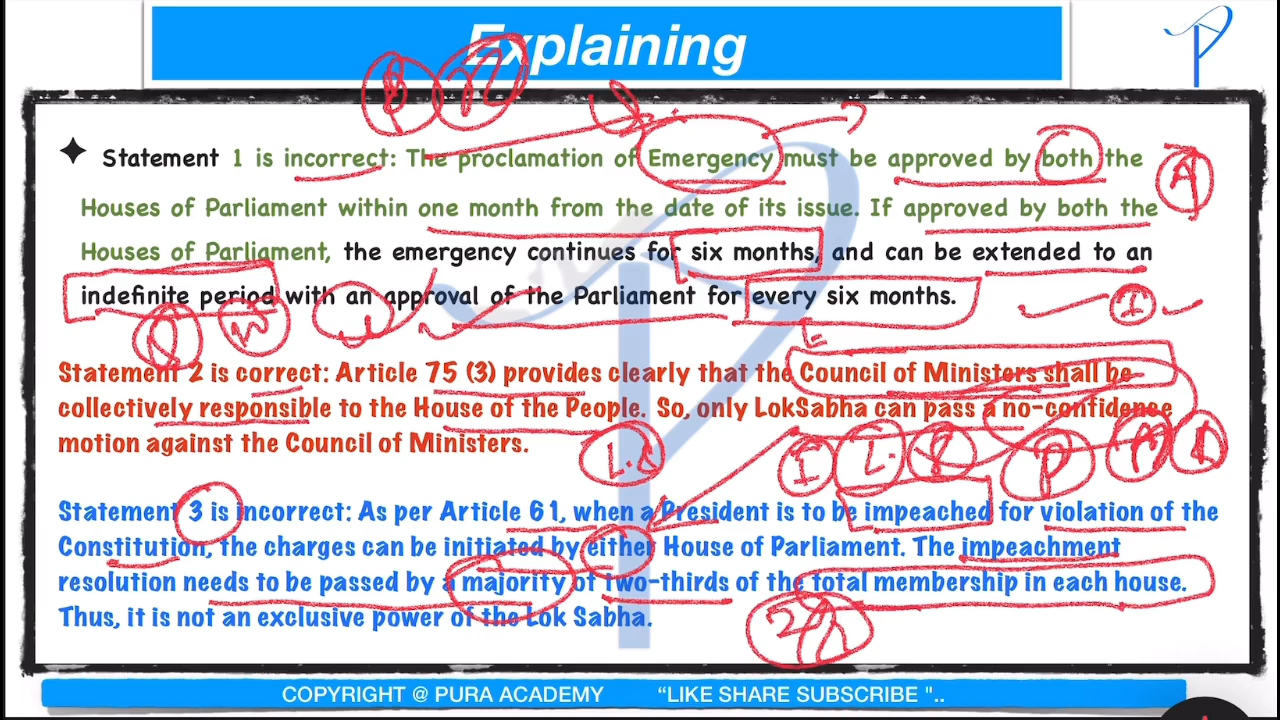 Explaining
Statement 1 is incorrect: The proclamation of Emergency must be approved by both the
Houses of Parliament within one month from the date of its issue. If approved by both the
Houses of Parliament, the emergency continues for six months, and can be extended to an
indefinite period with an approval of the Parliament for every six months.
Statement 2 is correct: Article 75 (3) provides clearly that the Council of Ministers shall be
collectively responsible to the House of the People. So, only LokSabha can pass a no-confidence
motion against the Council of Ministers.
L.S
Statement 3 is incorrect: As per Article 61, when a President is to be impeached for violation of the
Constitution, the charges can be initiated by either House of Parliament. The impeachment
resolution needs to be passed by a majority of two-thirds of the total membership in each house.
Thus, it is not an exclusive power of the Lok Sabha.
COPYRIGHT @ PURA ACADEMY “LIKE SHARE SUBSCRIBE "..